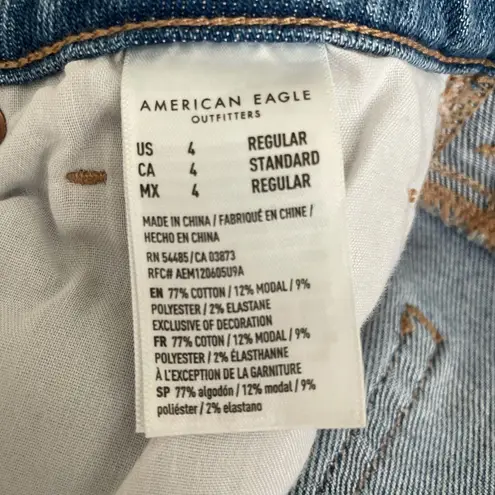 AMERICAN EAGLE
OUTFITTERS
US 4 REGULAR
CA 4 STANDARD
MX 4 REGULAR
MADE IN CHINA / FABRIQUÉ EN CHINE /
HECHO EN CHINA
RN 54485/CA 03873
RFC# AEM120605U9A
EN 77% COTTON / 12% MODAL / 9%
POLYESTER / 2% ELASTANE
EXCLUSIVE OF DECORATION
FR 77% COTON / 12% MODAL / 9%
POLYESTER / 2% ÉLASTHANNE
À L'EXCEPTION DE LA GARNITURE
SP 77% algodón / 12% modal / 9%
poliéster / 2% elastano